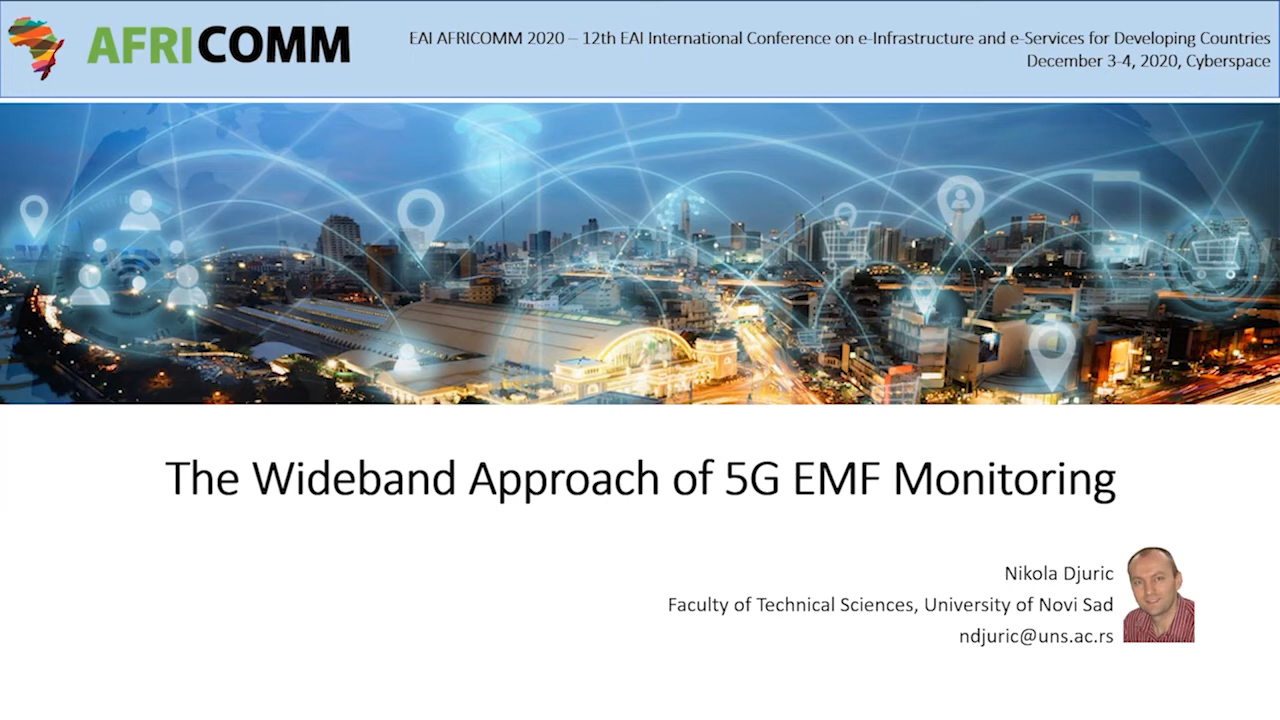 AFRICOMM
EAI AFRICOMM 2020 – 12th EAI International Conference on e-Infrastructure and e-Services for Developing Countries
December 3-4, 2020, Cyberspace
The Wideband Approach of 5G EMF Monitoring
Nikola Djuric
Faculty of Technical Sciences, University of Novi Sad
ndjuric@uns.ac.rs